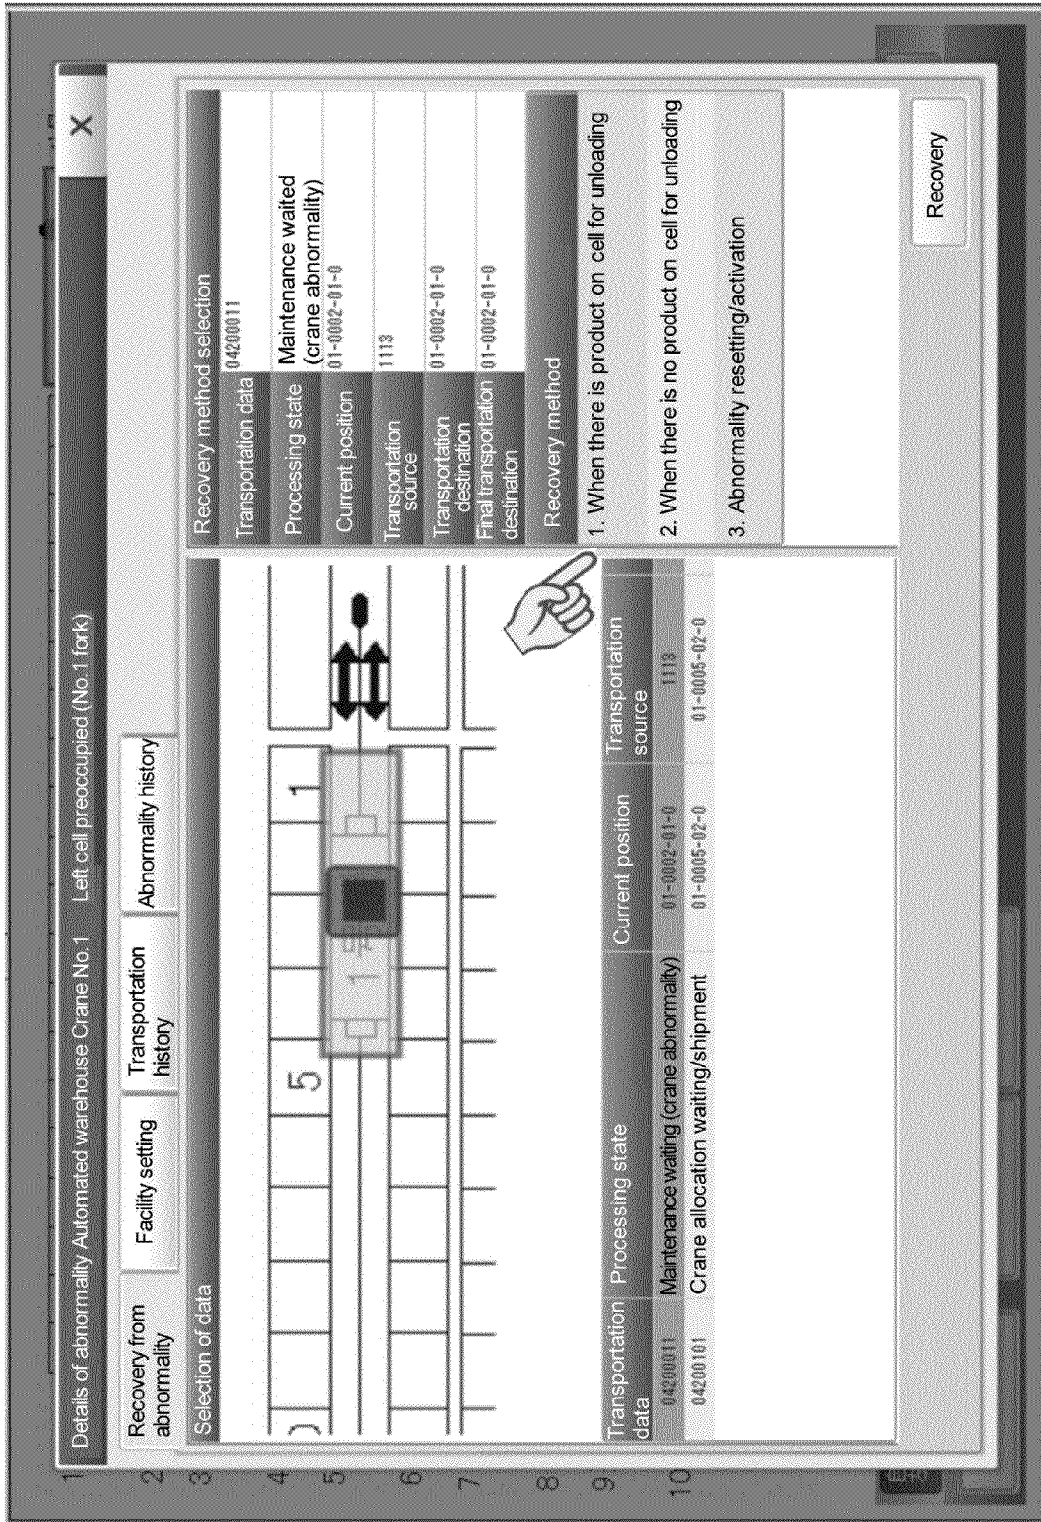 Details of abnormality Automated warehouse Crane No.1 Left cell preoccupied (No.1 fork)
X
Recovery from
abnormality
Facility setting
Transportation
history
Abnormality history
Selection of data
5
1
1
Transportation
data
Processing state
Current position
Transportation
source
04200011 Maintenance waiting (crane abnormality) 01-0002-01-0 1113
04200101 Crane allocation waiting/shipment 01-0005-02-0 01-0005-02-0
Recovery method selection
Transportation data 04200011
Processing state Maintenance waited
(crane abnormality)
Current position 01-0002-01-0
Transportation
source
1113
Transportation
destination
01-0002-01-0
Final transportation
destination
01-0002-01-0
Recovery method
1. When there is product on cell for unloading
2. When there is no product on cell for unloading
3. Abnormality resetting/activation
Recovery
1
2
3
4
5
6
7
8
9
10